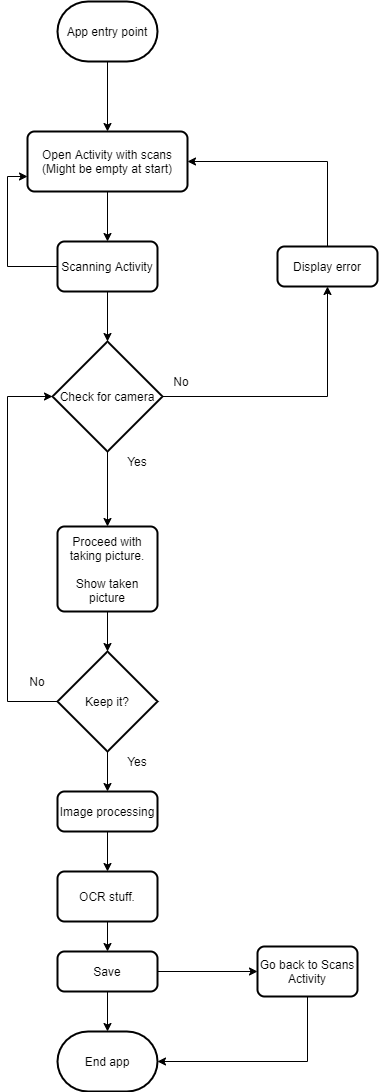 App entry point
Open Activity with scans
(Might be empty at start)
Scanning Activity
Display error
Check for camera
No
Yes
Proceed with
taking picture.
Show taken
picture
Keep it?
No
Yes
Image processing
OCR stuff.
Save
Go back to Scans
Activity
End app